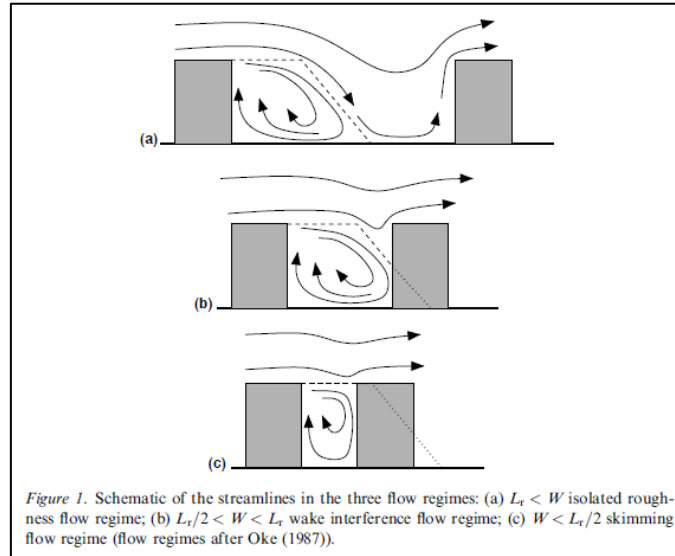 (a)
(b)
(c)
Figure 1. Schematic of the streamlines in the three flow regimes: (a) Lr < W isolated rough-
ness flow regime; (b) Lr/2 < W < Lr wake interference flow regime; (c) W < Lr/2 skimming
flow regime (flow regimes after Oke (1987)).